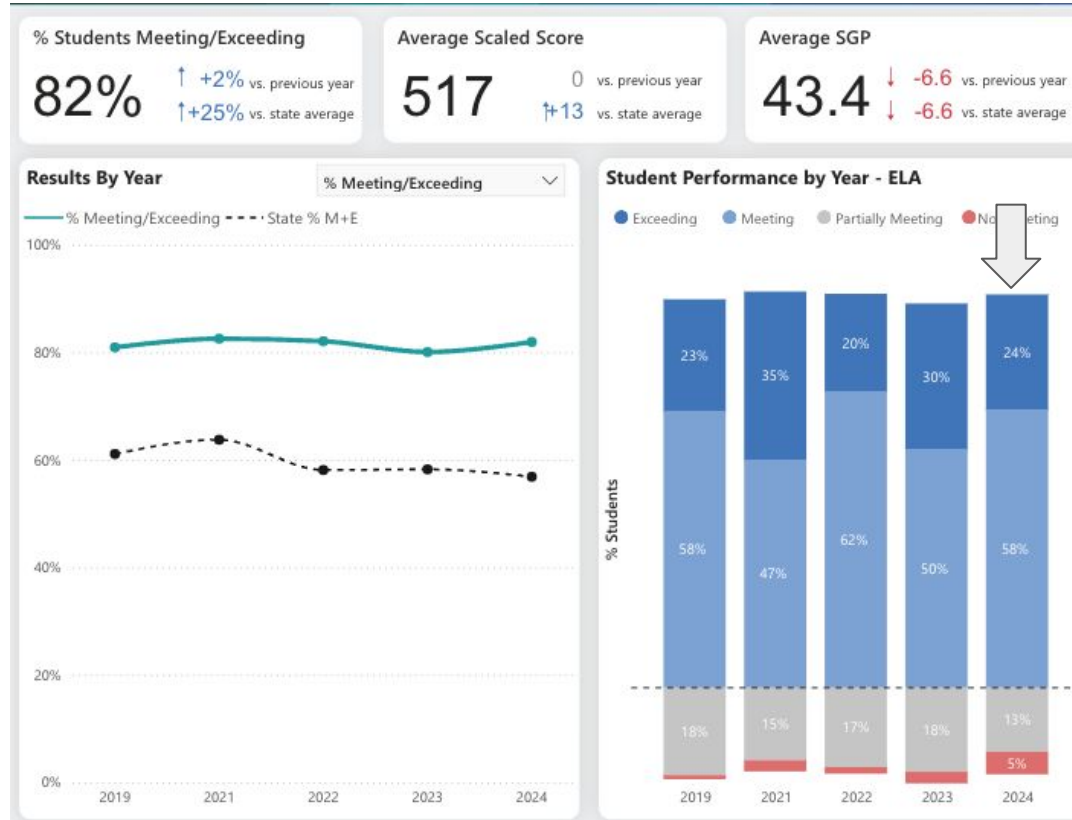 % Students Meeting/Exceeding
82%
↑ +2% vs. previous year
↑+25% vs. state average
Average Scaled Score
517
0 vs. previous year
↑+13 vs. state average
Average SGP
43.4
↓ -6.6 vs. previous year
↓ -6.6 vs. state average
Results By Year
% Meeting/Exceeding
% Meeting/Exceeding State % M+E
100%
80%
60%
40%
20%
0%
2019 2021 2022 2023 2024
Student Performance by Year - ELA
Exceeding Meeting Partially Meeting
% Students
23% 35% 20% 30% 24%
58% 47% 62% 50% 58%
18% 15% 17% 18% 13%
5%
2019 2021 2022 2023 2024